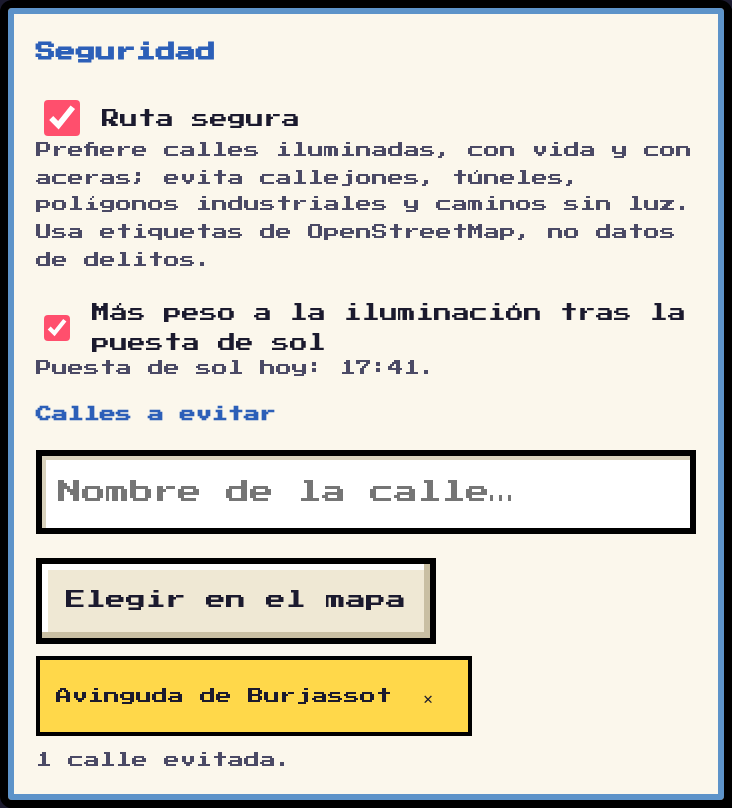 Seguridad
Ruta segura
Prefiere calles iluminadas, con vida y con
aceras; evita callejones, túneles,
polígonos industriales y caminos sin luz.
Usa etiquetas de OpenStreetMap, no datos
de delitos.
Más peso a la iluminación tras la
puesta de sol
Puesta de sol hoy: 17:41.
Calles a evitar
Nombre de la calle…
Elegir en el mapa
Avinguda de Burjassot ×
1 calle evitada.